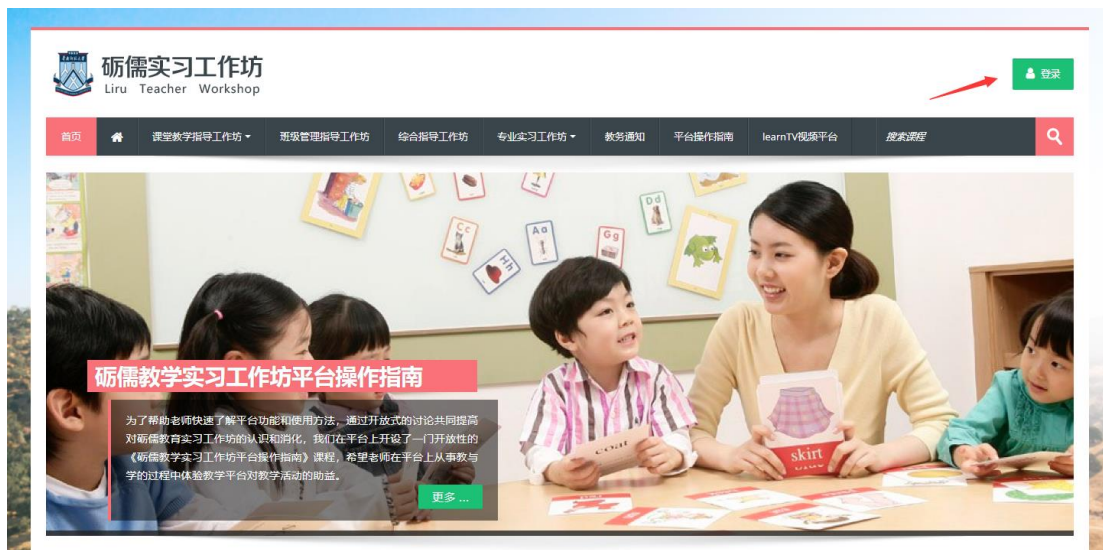 砺儒实习工作坊
Liru Teacher Workshop
登录
首页 课堂教学指导工作坊 班级管理指导工作坊 综合指导工作坊 专业实习工作坊 教务通知 平台操作指南 learnTV视频平台 搜索课程
Dd
Cc
Aa
Gg
Hh
砺儒教学实习工作坊平台操作指南
为了帮助老师快速了解平台功能和使用方法，通过开放式的讨论共同提高
对砺儒教育实习工作坊的认识和消化，我们在平台上开设了一门开放性的
《砺儒教学实习工作坊平台操作指南》课程，希望老师在平台上从事教与
学的过程中体验教学平台对教学活动的助益。
更多 ...
coat
skirt